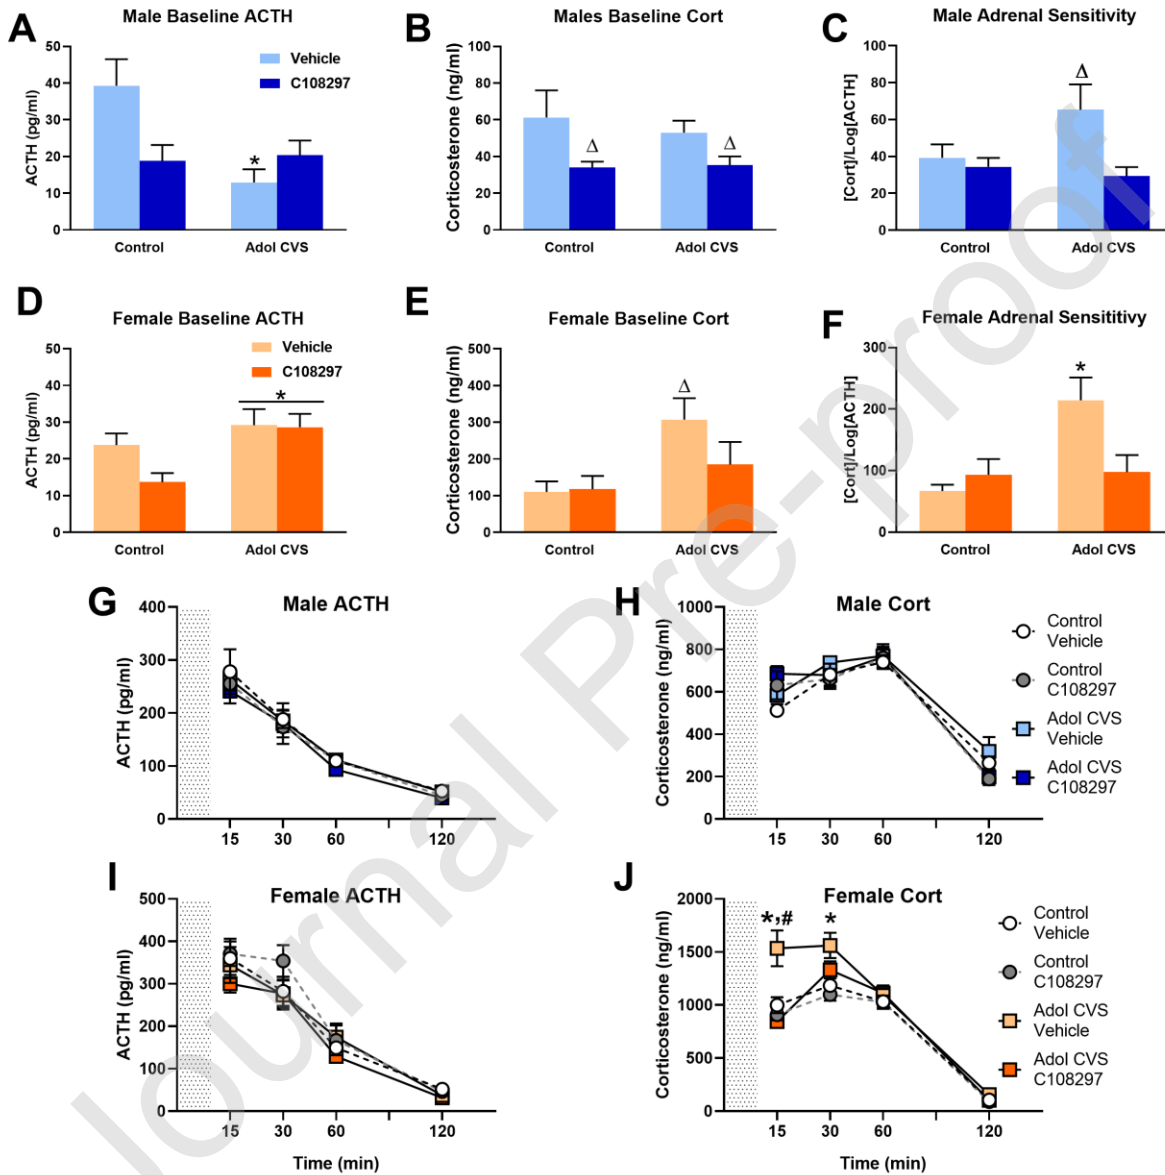 A
Male Baseline ACTH
50
40
30
20
10
0
ACTH (pg/ml)
Vehicle
C108297
*
Control
Adol CVS
B
Males Baseline Cort
100
80
60
40
20
0
Corticosterone (ng/ml)
Δ
Δ
Control
Adol CVS
C
Male Adrenal Sensitivity
100
80
60
40
20
0
[Cort]/Log[ACTH]
Δ
Control
Adol CVS
D
Female Baseline ACTH
50
40
30
20
10
0
ACTH (pg/ml)
Vehicle
C108297
*
Control
Adol CVS
E
Female Baseline Cort
500
400
300
200
100
0
Corticosterone (ng/ml)
Δ
Control
Adol CVS
F
Female Adrenal Sensititivy
300
200
100
0
[Cort]/Log[ACTH]
*
Control
Adol CVS
G
Male ACTH
400
300
200
100
0
ACTH (pg/ml)
15
30
60
120
H
Male Cort
1000
800
600
400
200
0
Corticosterone (ng/ml)
15
30
60
120
Control
Vehicle
Control
C108297
Adol CVS
Vehicle
Adol CVS
C108297
I
Female ACTH
500
400
300
200
100
0
ACTH (pg/ml)
15
30
60
120
Time (min)
J
Female Cort
2000
1500
1000
500
0
Corticosterone (ng/ml)
*,#
*
15
30
60
120
Time (min)
Control
Vehicle
Control
C108297
Adol CVS
Vehicle
Adol CVS
C108297
Journal Pre-proof